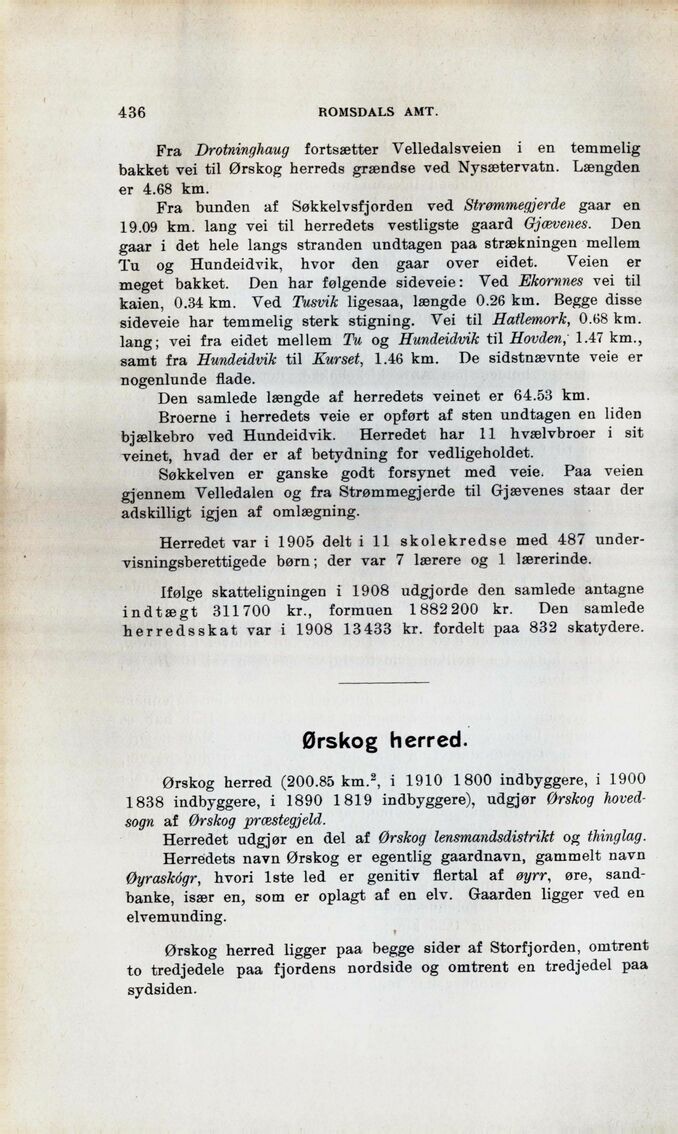 436 ROMSDALS AMT.
Fra Drotninghaug fortsætter Velledalsveien i en temmelig
bakket vei til Ørskog herreds grændse ved Nysætervatn. Længden
er 4.68 km.
Fra bunden af Søkkelvsfjorden ved Strømmegjerde gaar en
19.09 km. lang vei til herredets vestligste gaard Gjævenes. Den
gaar i det hele langs stranden undtagen paa strækningen mellem
Tu og Hundeidvik, hvor den gaar over eidet. Veien er
meget bakket. Den har følgende sideveie: Ved Ekornnes vei til
kaien, 0.34 km. Ved Tusvik ligesaa, længde 0.26 km. Begge disse
sideveie har temmelig sterk stigning. Vei til Hatlemork, 0.68 km.
lang; vei fra eidet mellem Tu og Hundeidvik til Hovden, 1.47 km.,
samt fra Hundeidvik til Kurset, 1.46 km. De sidstnævnte veie er
nogenlunde flade.
Den samlede længde af herredets veinet er 64.53 km.
Broerne i herredets veie er opført af sten undtagen en liden
bjælkebro ved Hundeidvik. Herredet har 11 hvælvbroer i sit
veinet, hvad der er af betydning for vedligeholdet.
Søkkelven er ganske godt forsynet med veie. Paa veien
gjennem Velledalen og fra Strømmegjerde til Gjævenes staar der
adskilligt igjen af omlægning.
Herredet var i 1905 delt i 11 skolekredse med 487 under-
visningsberettigede børn; der var 7 lærere og 1 lærerinde.
Ifølge skatteligningen i 1908 udgjorde den samlede antagne
indtægt 311700 kr., formuen 1882200 kr. Den samlede
herredsskat var i 1908 13433 kr. fordelt paa 832 skatydere.
Ørskog herred.
Ørskog herred (200.85 km.², i 1910 1800 indbyggere, i 1900
1838 indbyggere, i 1890 1819 indbyggere), udgjør Ørskog hoved-
sogn af Ørskog præstegjeld.
Herredet udgjør en del af Ørskog lensmandsdistrikt og thinglag.
Herredets navn Ørskog er egentlig gaardnavn, gammelt navn
Øyraskógr, hvori 1ste led er genitiv flertal af øyrr, øre, sand-
banke, især en, som er oplagt af en elv. Gaarden ligger ved en
elvemunding.
Ørskog herred ligger paa begge sider af Storfjorden, omtrent
to tredjedele paa fjordens nordside og omtrent en tredjedel paa
sydsiden.